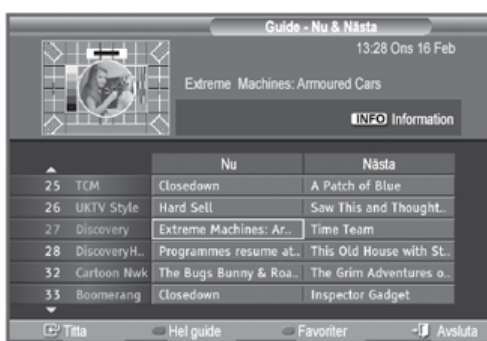 Guide - Nu & Nästa
13:28 Ons 16 Feb
Extreme Machines: Armoured Cars
INFO Information
Nu Nästa
25 TCM Closedown A Patch of Blue
26 UKTV Style Hard Sell Saw This and Thought..
27 Discovery Extreme Machines: Ar.. Time Team
28 DiscoveryH.. Programmes resume at.. This Old House with St..
32 Cartoon Nwk The Bugs Bunny & Roa.. The Grim Adventures o..
33 Boomerang Closedown Inspector Gadget
Titta Hel guide Favoriter Avsluta